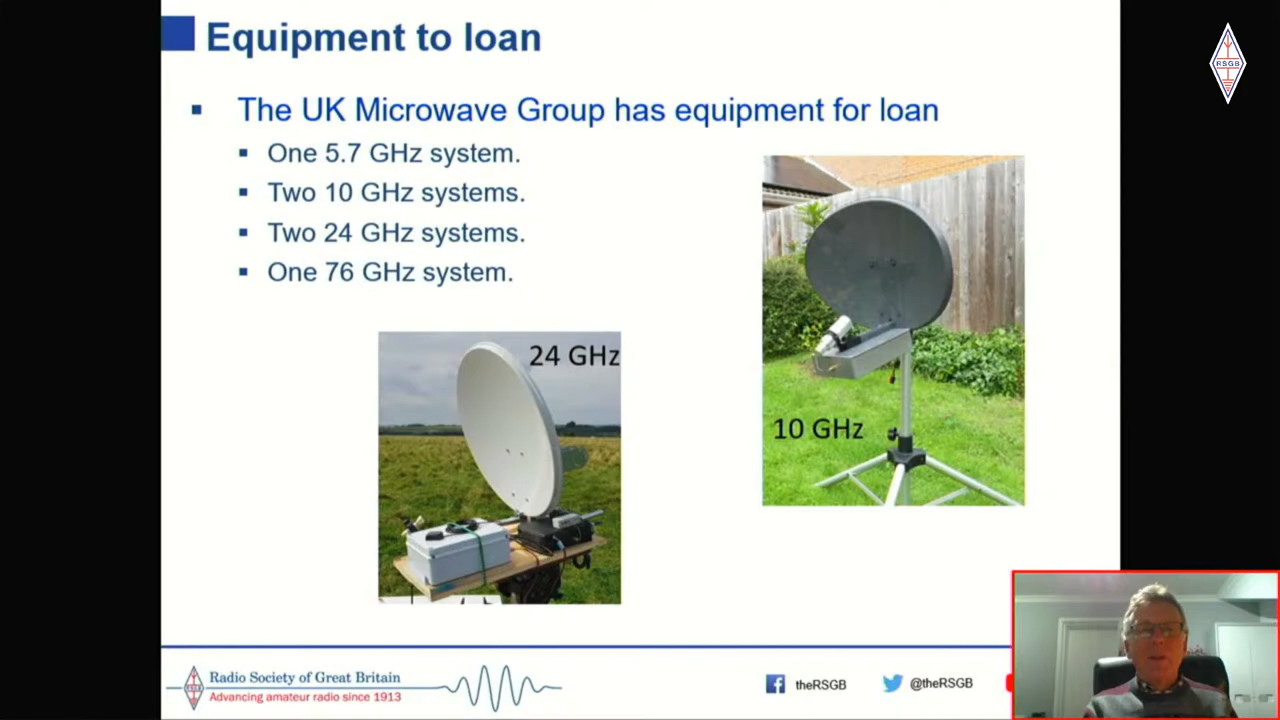 Equipment to loan
RSGB
The UK Microwave Group has equipment for loan
One 5.7 GHz system.
Two 10 GHz systems.
Two 24 GHz systems.
One 76 GHz system.
24 GHz
10 GHz
Radio Society of Great Britain
Advancing amateur radio since 1913
RSGB
theRSGB
@theRSGB